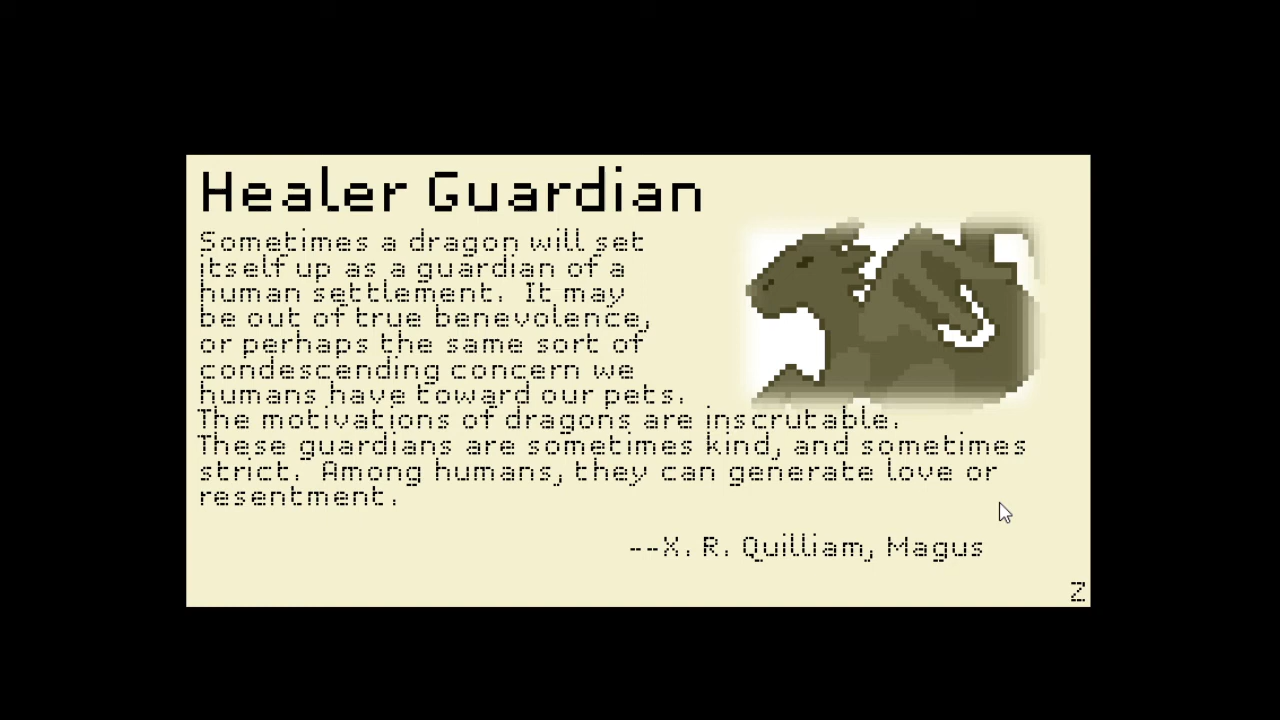 Healer Guardian
Sometimes a dragon will set
itself up as a guardian of a
human settlement. It may
be out of true benevolence,
or perhaps the same sort of
condescending concern we
humans have toward our pets.
The motivations of dragons are inscrutable.
These guardians are sometimes kind, and sometimes
strict. Among humans, they can generate love or
resentment.
--X. R. Quilliam, Magus
Z